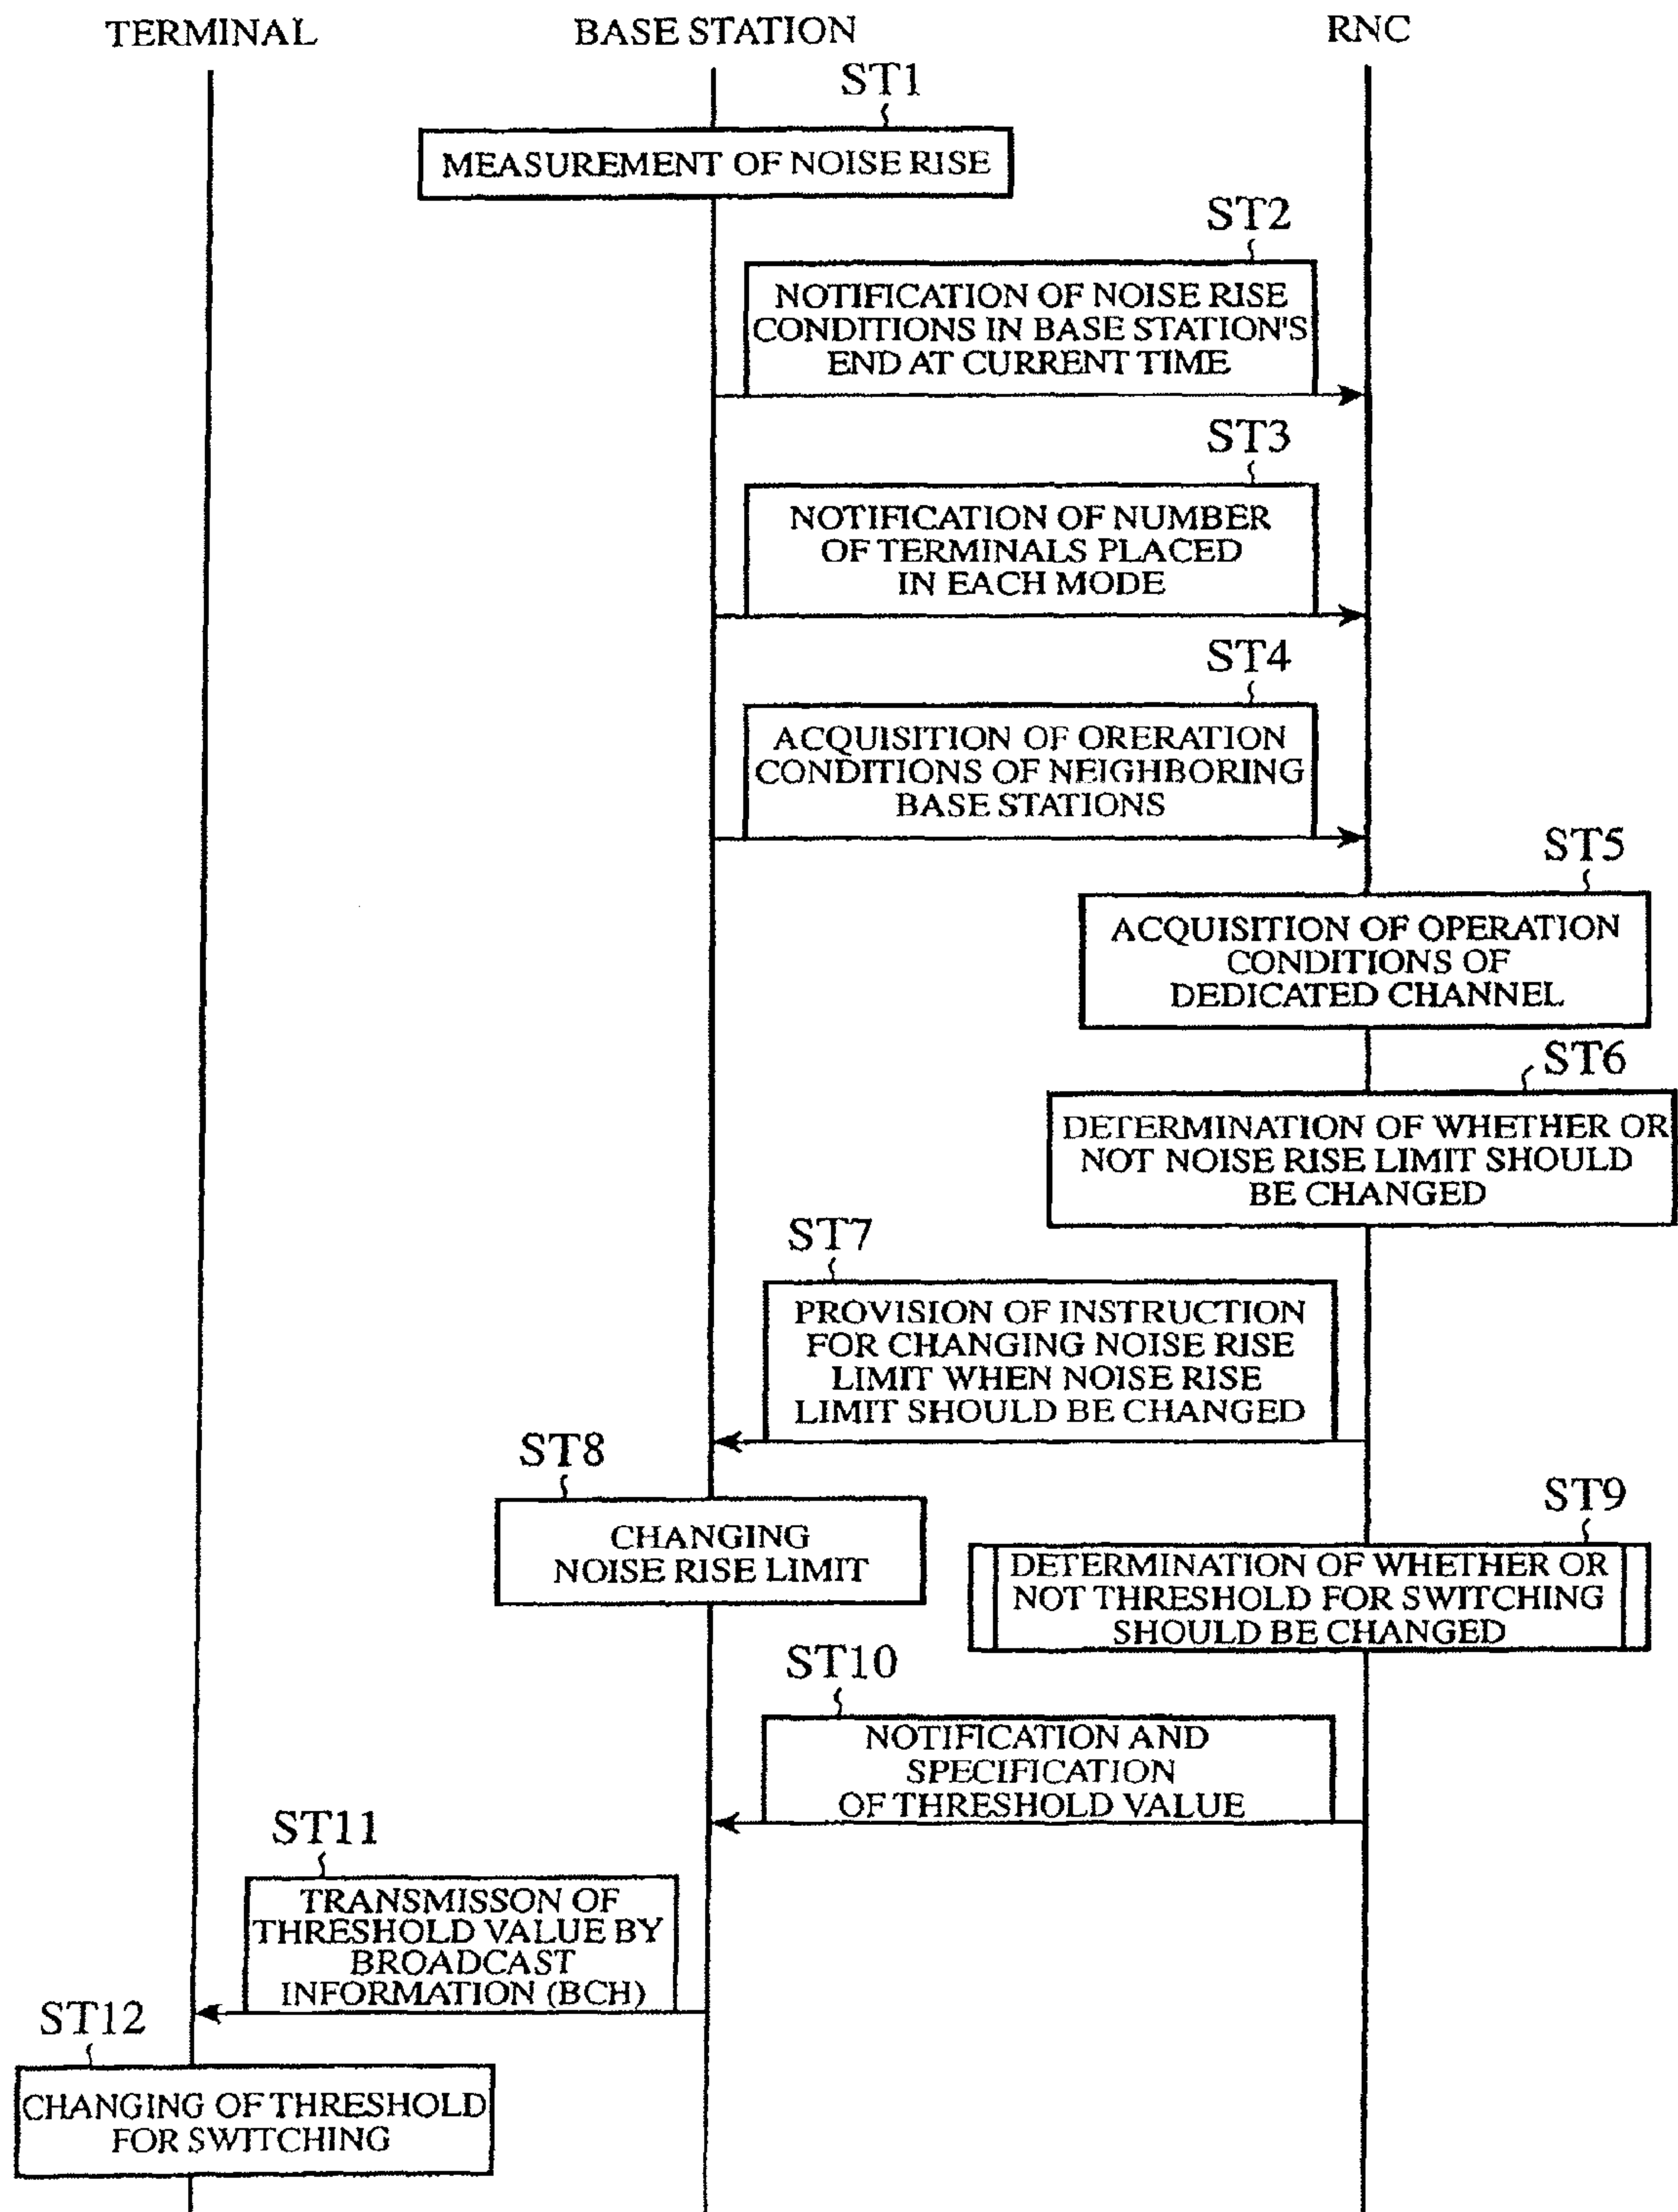 TERMINAL
BASE STATION
RNC
ST1
MEASUREMENT OF NOISE RISE
ST2
NOTIFICATION OF NOISE RISE
CONDITIONS IN BASE STATION'S
END AT CURRENT TIME
ST3
NOTIFICATION OF NUMBER
OF TERMINALS PLACED
IN EACH MODE
ST4
ACQUISITION OF ORERATION
CONDITIONS OF NEIGHBORING
BASE STATIONS
ST5
ACQUISITION OF OPERATION
CONDITIONS OF
DEDICATED CHANNEL
ST6
DETERMINATION OF WHETHER OR
NOT NOISE RISE LIMIT SHOULD
BE CHANGED
ST7
PROVISION OF INSTRUCTION
FOR CHANGING NOISE RISE
LIMIT WHEN NOISE RISE
LIMIT SHOULD BE CHANGED
ST8
CHANGING
NOISE RISE LIMIT
ST9
DETERMINATION OF WHETHER OR
NOT THRESHOLD FOR SWITCHING
SHOULD BE CHANGED
ST10
NOTIFICATION AND
SPECIFICATION
OF THRESHOLD VALUE
ST11
TRANSMISSON OF
THRESHOLD VALUE BY
BROADCAST
INFORMATION (BCH)
ST12
CHANGING OF THRESHOLD
FOR SWITCHING